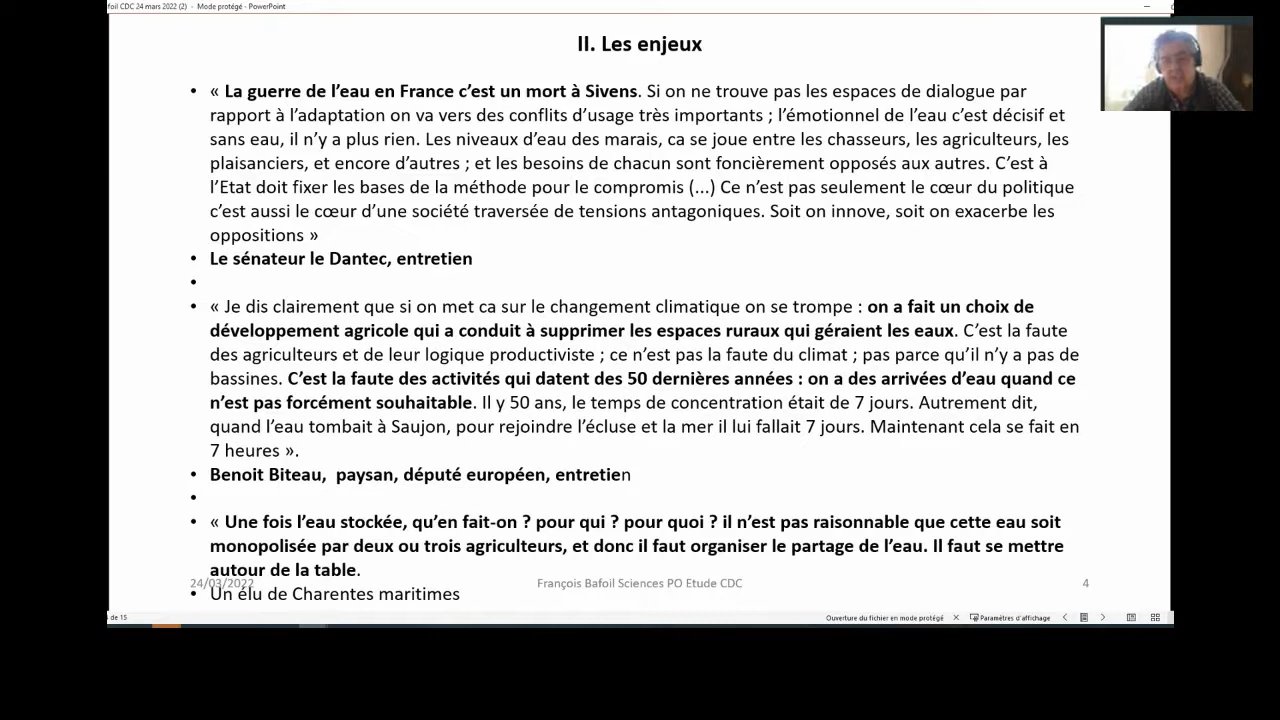 foil CDC 24 mars 2022 (2) - Mode protégé - PowerPoint
II. Les enjeux
• « La guerre de l’eau en France c’est un mort à Sivens. Si on ne trouve pas les espaces de dialogue par
rapport à l’adaptation on va vers des conflits d’usage très importants ; l’émotionnel de l’eau c’est décisif et
sans eau, il n’y a plus rien. Les niveaux d’eau des marais, ca se joue entre les chasseurs, les agriculteurs, les
plaisanciers, et encore d’autres ; et les besoins de chacun sont foncièrement opposés aux autres. C’est à
l’Etat doit fixer les bases de la méthode pour le compromis (...) Ce n’est pas seulement le cœur du politique
c’est aussi le cœur d’une société traversée de tensions antagoniques. Soit on innove, soit on exacerbe les
oppositions »
• Le sénateur le Dantec, entretien
•
• « Je dis clairement que si on met ca sur le changement climatique on se trompe : on a fait un choix de
développement agricole qui a conduit à supprimer les espaces ruraux qui géraient les eaux. C’est la faute
des agriculteurs et de leur logique productiviste ; ce n’est pas la faute du climat ; pas parce qu’il n’y a pas de
bassines. C’est la faute des activités qui datent des 50 dernières années : on a des arrivées d’eau quand ce
n’est pas forcément souhaitable. Il y 50 ans, le temps de concentration était de 7 jours. Autrement dit,
quand l’eau tombait à Saujon, pour rejoindre l’écluse et la mer il lui fallait 7 jours. Maintenant cela se fait en
7 heures ».
• Benoit Biteau, paysan, député européen, entretien
•
• « Une fois l’eau stockée, qu’en fait-on ? pour qui ? pour quoi ? il n’est pas raisonnable que cette eau soit
monopolisée par deux ou trois agriculteurs, et donc il faut organiser le partage de l’eau. Il faut se mettre
autour de la table.
24/03/2022 François Bafoil Sciences PO Etude CDC 4
• Un élu de Charentes maritimes
de 15 Ouverture du fichier en mode protégé Paramètres d'affichage